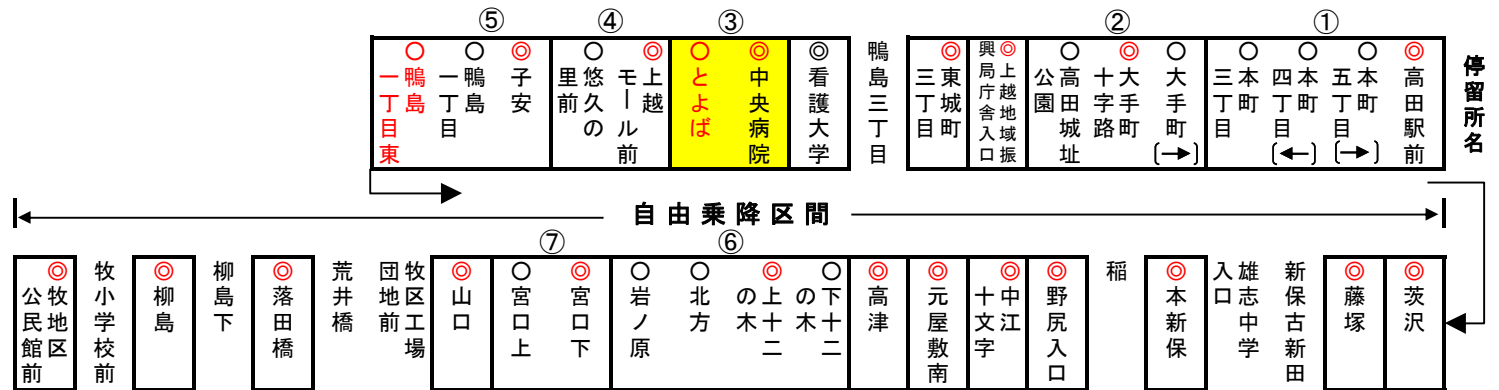 停留所名
①
◎高田駅前
○本町五丁目(→)
○本町四丁目(←)
○本町三丁目
②
○大手町(→)
◎大手町十字路
○高田城址公園
◎上越地域振興局庁舎入口
◎東城町三丁目
鴨島三丁目
◎看護大学
③
◎中央病院
○とよば
④
◎上越モール前
○悠久の里前
⑤
◎子安
○鴨島一丁目
○鴨島一丁目東
自由乗降区間
◎茨沢
◎藤塚
新保古新田
雄志中学入口
◎本新保
稲
◎野尻入口
◎中江十文字
◎元屋敷南
◎高津
⑥
○下十二の木
◎上十二の木
○北方
○岩ノ原
⑦
◎宮口下
○宮口上
◎山口
牧区工場団地前
荒井橋
◎落田橋
柳島下
◎柳島
牧小学校前
◎牧地区公民館前